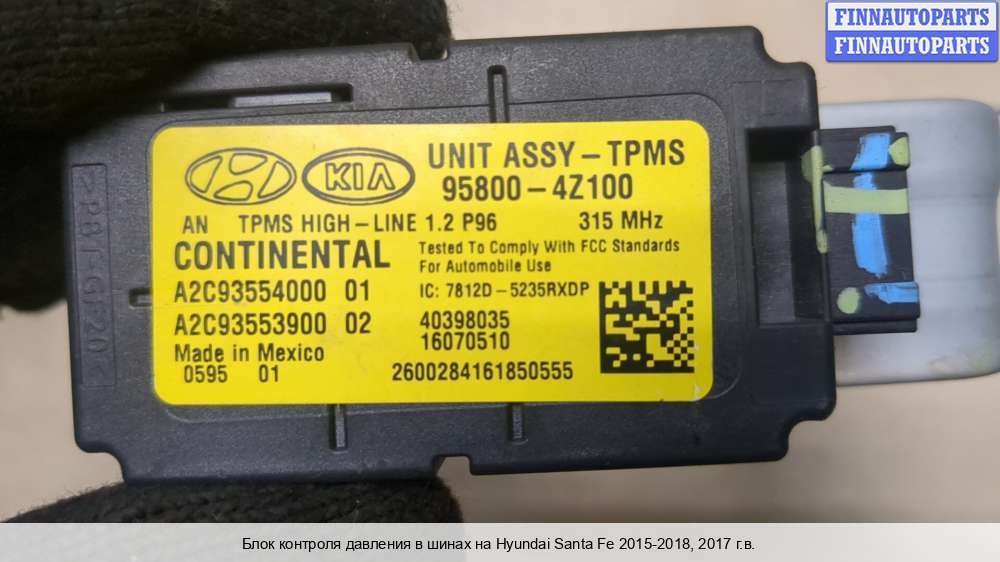 FINNAUTOPARTS
FINNAUTOPARTS
KIA
UNIT ASSY-TPMS
95800-4Z100
AN TPMS HIGH-LINE 1.2 P96 315 MHz
CONTINENTAL
Tested To Comply With FCC Standards
For Automobile Use
A2C93554000 01
IC: 7812D-5235RXDP
A2C93553900 02
40398035
16070510
Made in Mexico
0595 01
2600284161850555
Блок контроля давления в шинах на Hyundai Santa Fe 2015-2018, 2017 г.в.